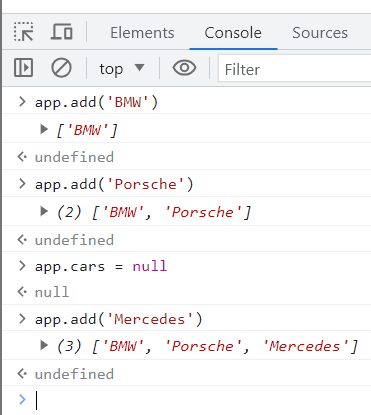 Elements Console Sources
top Filter
app.add('BMW')
['BMW']
undefined
app.add('Porsche')
(2) ['BMW', 'Porsche']
undefined
app.cars = null
null
app.add('Mercedes')
(3) ['BMW', 'Porsche', 'Mercedes']
undefined